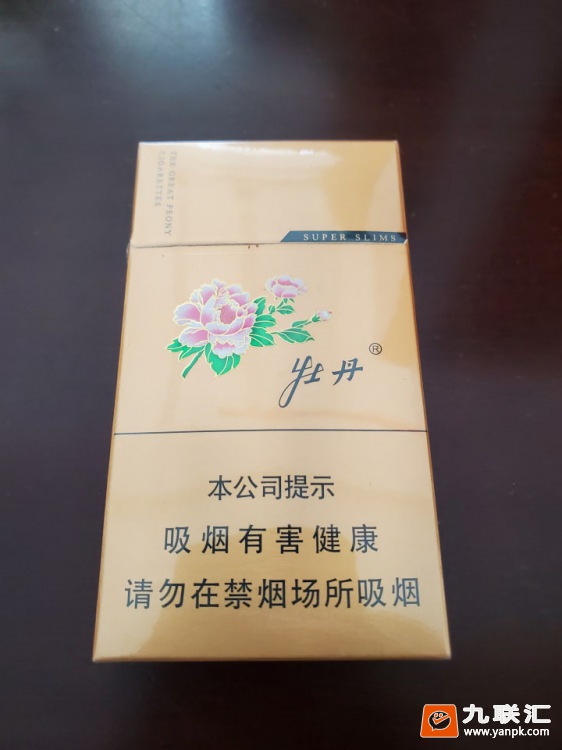 THE GREAT PEONY
CIGARETTES
SUPER SLIMS
牡丹®
本公司提示
吸烟有害健康
请勿在禁烟场所吸烟
九联汇
www.yanpk.com